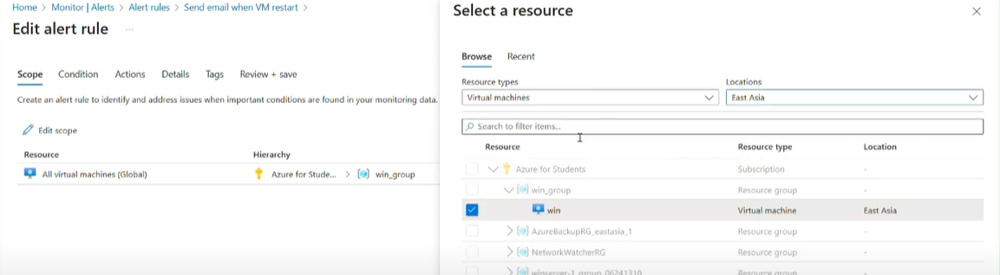 Home > Monitor | Alerts > Alert rules > Send email when VM restart >
Edit alert rule ...
Scope Condition Actions Details Tags Review + save
Create an alert rule to identify and address issues when important conditions are found in your monitoring data.
Edit scope
Resource Hierarchy
All virtual machines (Global) Azure for Stude... > win_group
Select a resource
Browse Recent
Resource types Locations
Virtual machines East Asia
Search to filter items...
Resource Resource type Location
Azure for Students Subscription -
win_group Resource group -
win Virtual machine East Asia
AzureBackupRG_eastasia_1 Resource group -
NetworkWatcherRG Resource group -
winserver-1_group_06241310 Resource group -